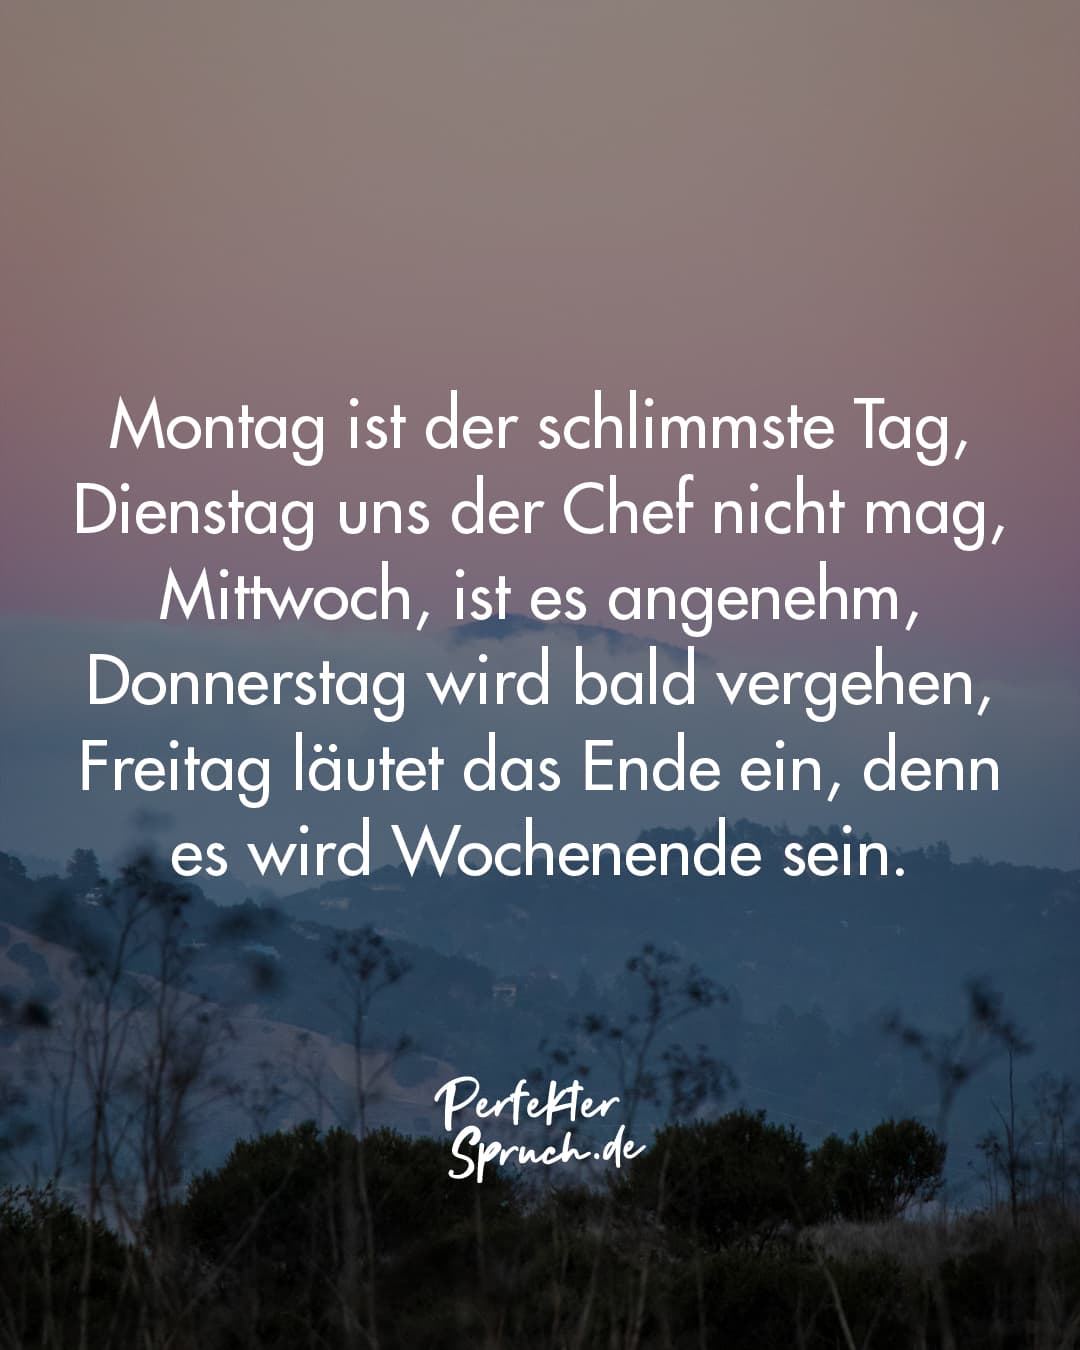 Montag ist der schlimmste Tag,
Dienstag uns der Chef nicht mag,
Mittwoch, ist es angenehm,
Donnerstag wird bald vergehen,
Freitag läutet das Ende ein, denn
es wird Wochenende sein.
Perfekter
Spruch.de